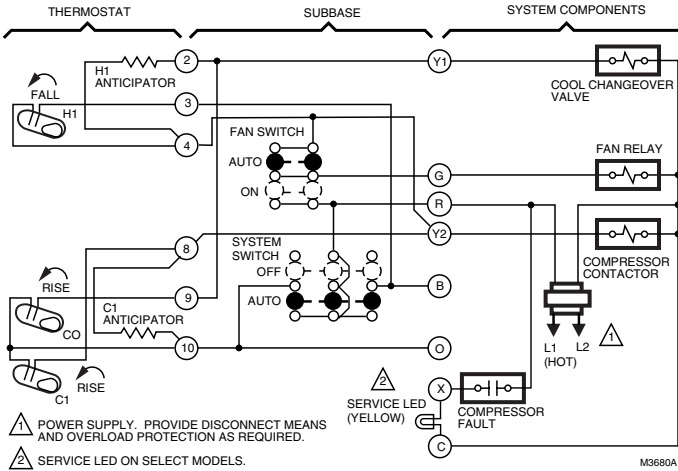 THERMOSTAT
SUBBASE
SYSTEM COMPONENTS
2
Y1
H1
ANTICIPATOR
COOL CHANGEOVER
VALVE
FALL
H1
3
4
FAN SWITCH
AUTO
ON
FAN RELAY
G
R
Y2
8
SYSTEM
SWITCH
OFF
AUTO
COMPRESSOR
CONTACTOR
RISE
CO
9
B
C1
ANTICIPATOR
10
O
L1
(HOT)
L2
1
RISE
C1
2
SERVICE LED
(YELLOW)
X
COMPRESSOR
FAULT
C
1 POWER SUPPLY. PROVIDE DISCONNECT MEANS
AND OVERLOAD PROTECTION AS REQUIRED.
2 SERVICE LED ON SELECT MODELS.
M3680A